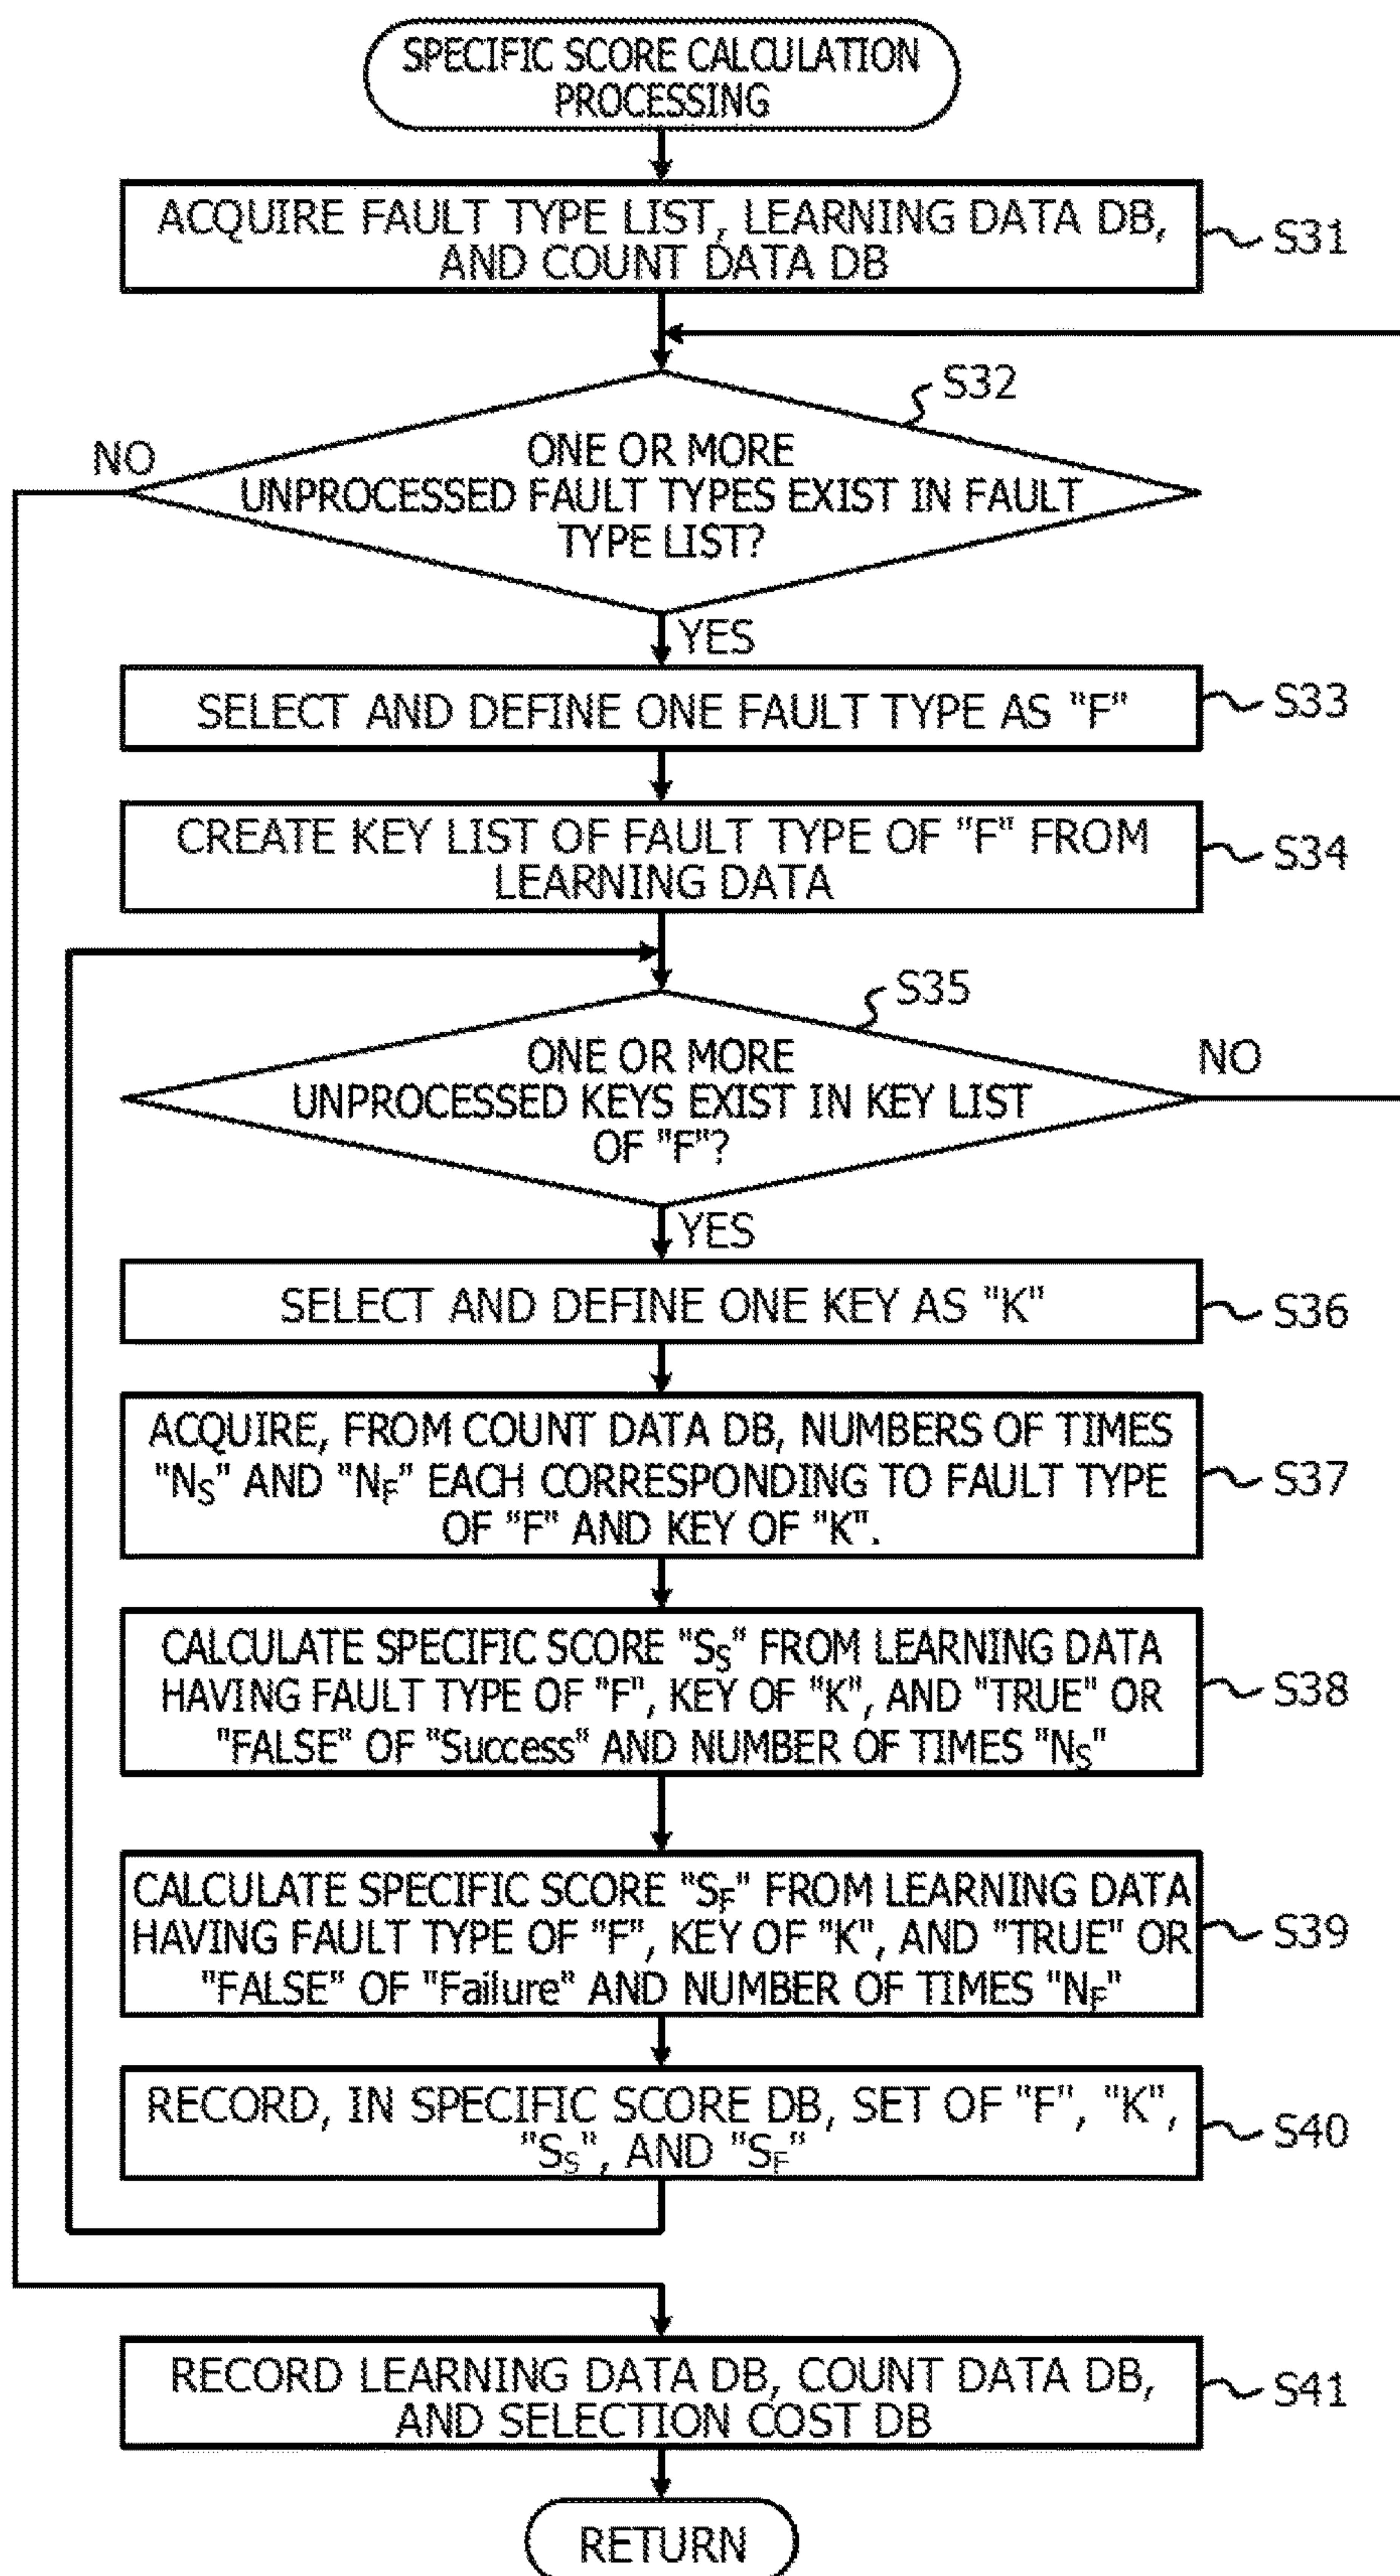 SPECIFIC SCORE CALCULATION
PROCESSING
ACQUIRE FAULT TYPE LIST, LEARNING DATA DB,
AND COUNT DATA DB
S31
S32
NO
ONE OR MORE
UNPROCESSED FAULT TYPES EXIST IN FAULT
TYPE LIST?
YES
SELECT AND DEFINE ONE FAULT TYPE AS "F"
S33
CREATE KEY LIST OF FAULT TYPE OF "F" FROM
LEARNING DATA
S34
S35
ONE OR MORE
UNPROCESSED KEYS EXIST IN KEY LIST
OF "F"?
NO
YES
SELECT AND DEFINE ONE KEY AS "K"
S36
ACQUIRE, FROM COUNT DATA DB, NUMBERS OF TIMES
"NS" AND "NF" EACH CORRESPONDING TO FAULT TYPE
OF "F" AND KEY OF "K".
S37
CALCULATE SPECIFIC SCORE "SS" FROM LEARNING DATA
HAVING FAULT TYPE OF "F", KEY OF "K", AND "TRUE" OR
"FALSE" OF "Success" AND NUMBER OF TIMES "NS"
S38
CALCULATE SPECIFIC SCORE "SF" FROM LEARNING DATA
HAVING FAULT TYPE OF "F", KEY OF "K", AND "TRUE" OR
"FALSE" OF "Failure" AND NUMBER OF TIMES "NF"
S39
RECORD, IN SPECIFIC SCORE DB, SET OF "F", "K",
"SS", AND "SF"
S40
RECORD LEARNING DATA DB, COUNT DATA DB,
AND SELECTION COST DB
S41
RETURN